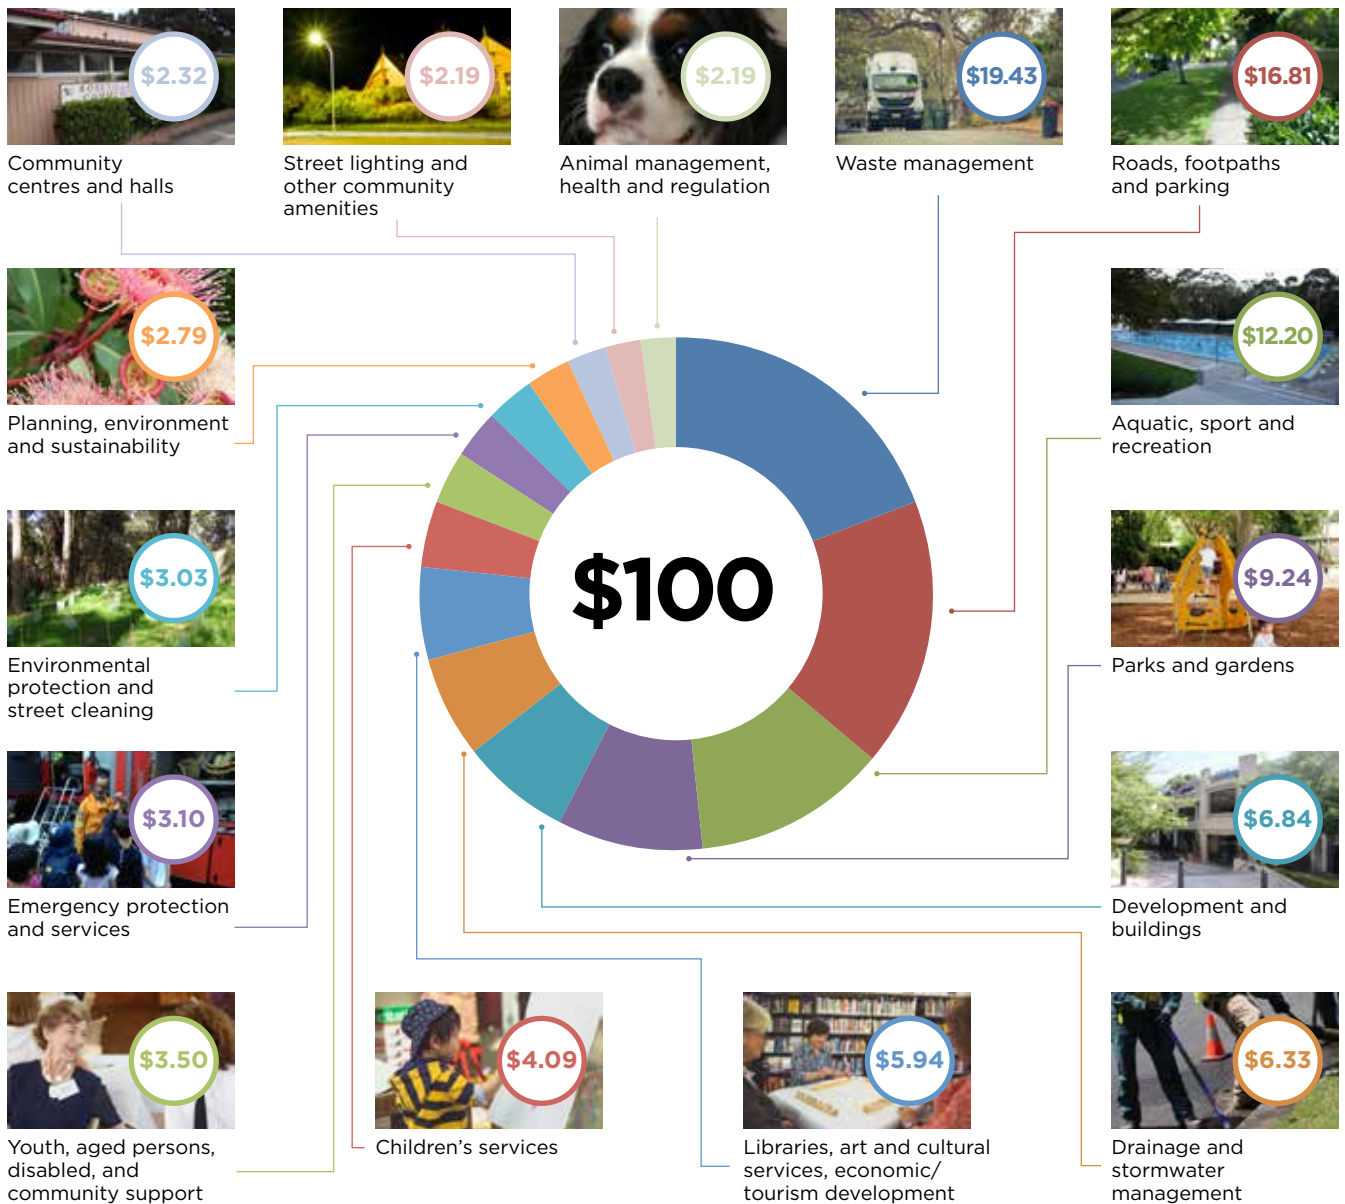 $2.32
Community
centres and halls
$2.19
Street lighting and
other community
amenities
$2.19
Animal management,
health and regulation
$19.43
Waste management
$16.81
Roads, footpaths
and parking
$2.79
Planning, environment
and sustainability
$12.20
Aquatic, sport and
recreation
$3.03
Environmental
protection and
street cleaning
$9.24
Parks and gardens
$100
$3.10
Emergency protection
and services
$6.84
Development and
buildings
$3.50
Youth, aged persons,
disabled, and
community support
$4.09
Children’s services
$5.94
Libraries, art and cultural
services, economic/
tourism development
$6.33
Drainage and
stormwater
management